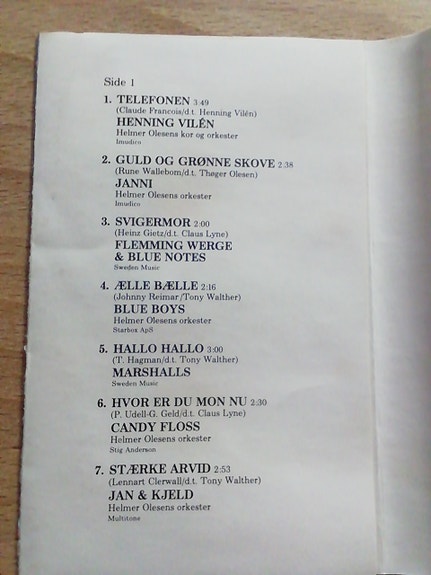 Side 1
1. TELEFONEN 3:49
(Claude Francois/d.t. Henning Vilén)
HENNING VILÉN
Helmer Olesens kor og orkester
Imudico
2. GULD OG GRØNNE SKOVE 2:38
(Rune Wallebom/d.t. Thøger Olesen)
JANNI
Helmer Olesens orkester
Imudico
3. SVIGERMOR 2:00
(Heinz Gietz/d.t. Claus Lyne)
FLEMMING WERGE
& BLUE NOTES
Sweden Music
4. ÆLLE BÆLLE 2:16
(Johnny Reimar/Tony Walther)
BLUE BOYS
Helmer Olesens orkester
Starbox ApS
5. HALLO HALLO 3:00
(T. Hagman/d.t. Tony Walther)
MARSHALLS
Sweden Music
6. HVOR ER DU MON NU 2:30
(P. Udell-G. Geld/d.t. Claus Lyne)
CANDY FLOSS
Helmer Olesens orkester
Stig Anderson
7. STÆRKE ARVID 2:53
(Lennart Clerwall/d.t. Tony Walther)
JAN & KJELD
Helmer Olesens orkester
Multitone